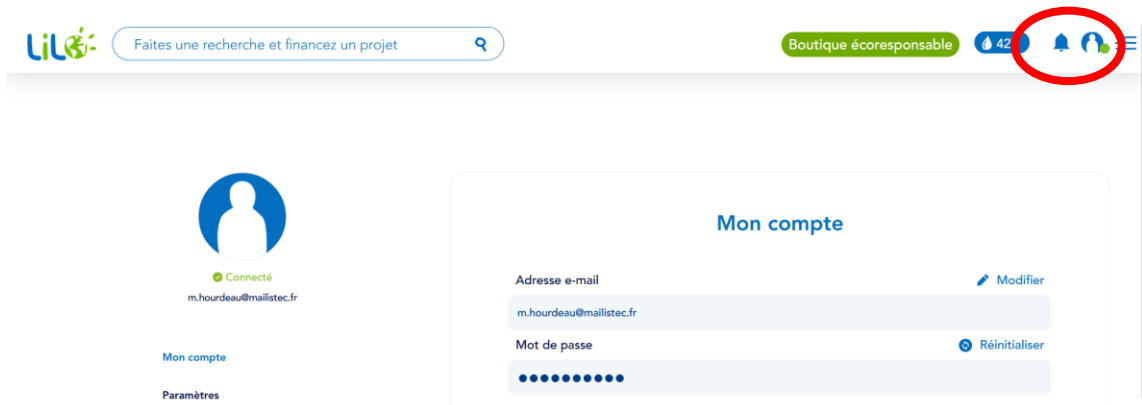 LiLO
Faites une recherche et financez un projet
Boutique écoresponsable
Mon compte
Connecté
m.hourdeau@mailistec.fr
Adresse e-mail
Modifier
m.hourdeau@mailistec.fr
Mot de passe
Réinitialiser
Mon compte
●●●●●●●●●●
Paramètres